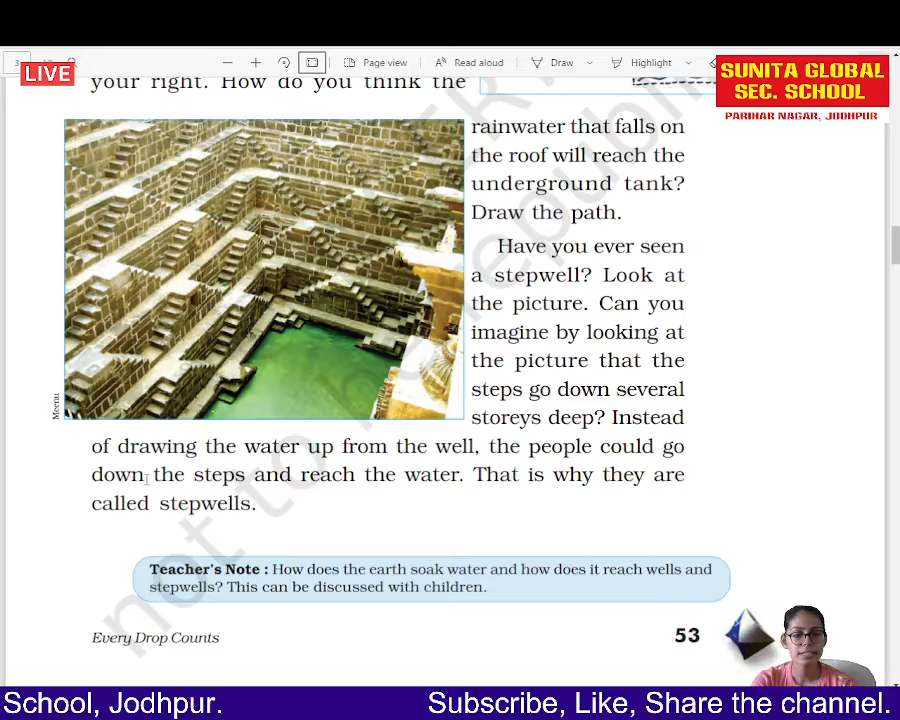 Page view
Read aloud
Draw
Highlight
3
LIVE
SUNITA GLOBAL
SEC. SCHOOL
PARIHAR NAGAR, JODHPUR
your right. How do you think the
rainwater that falls on
the roof will reach the
underground tank?
Draw the path.
Have you ever seen
a stepwell? Look at
the picture. Can you
imagine by looking at
the picture that the
steps go down several
storeys deep? Instead
of drawing the water up from the well, the people could go
down the steps and reach the water. That is why they are
called stepwells.
Meenu
Teacher's Note : How does the earth soak water and how does it reach wells and
stepwells? This can be discussed with children.
Every Drop Counts
53
not to be republi
School, Jodhpur.
Subscribe, Like, Share the channel.